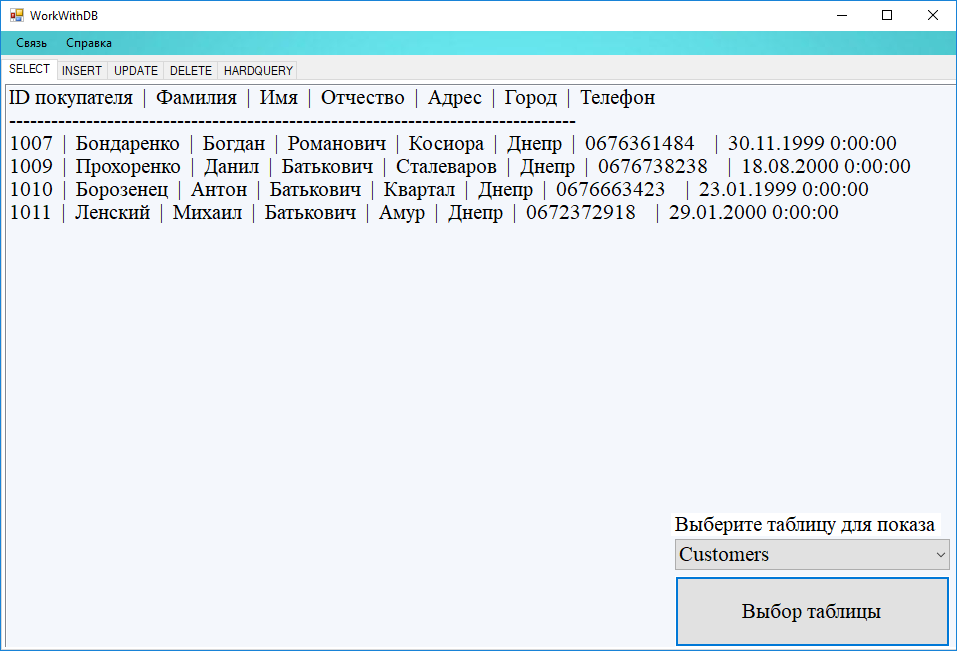 WorkWithDB
Связь Справка
SELECT INSERT UPDATE DELETE HARDQUERY
ID покупателя | Фамилия | Имя | Отчество | Адрес | Город | Телефон
---------------------------------------------------------------------------------
1007 | Бондаренко | Богдан | Романович | Косиора | Днепр | 0676361484 | 30.11.1999 0:00:00
1009 | Прохоренко | Данил | Батькович | Сталеваров | Днепр | 0676738238 | 18.08.2000 0:00:00
1010 | Борозенец | Антон | Батькович | Квартал | Днепр | 0676663423 | 23.01.1999 0:00:00
1011 | Ленский | Михаил | Батькович | Амур | Днепр | 0672372918 | 29.01.2000 0:00:00
Выберите таблицу для показа
Customers
Выбор таблицы